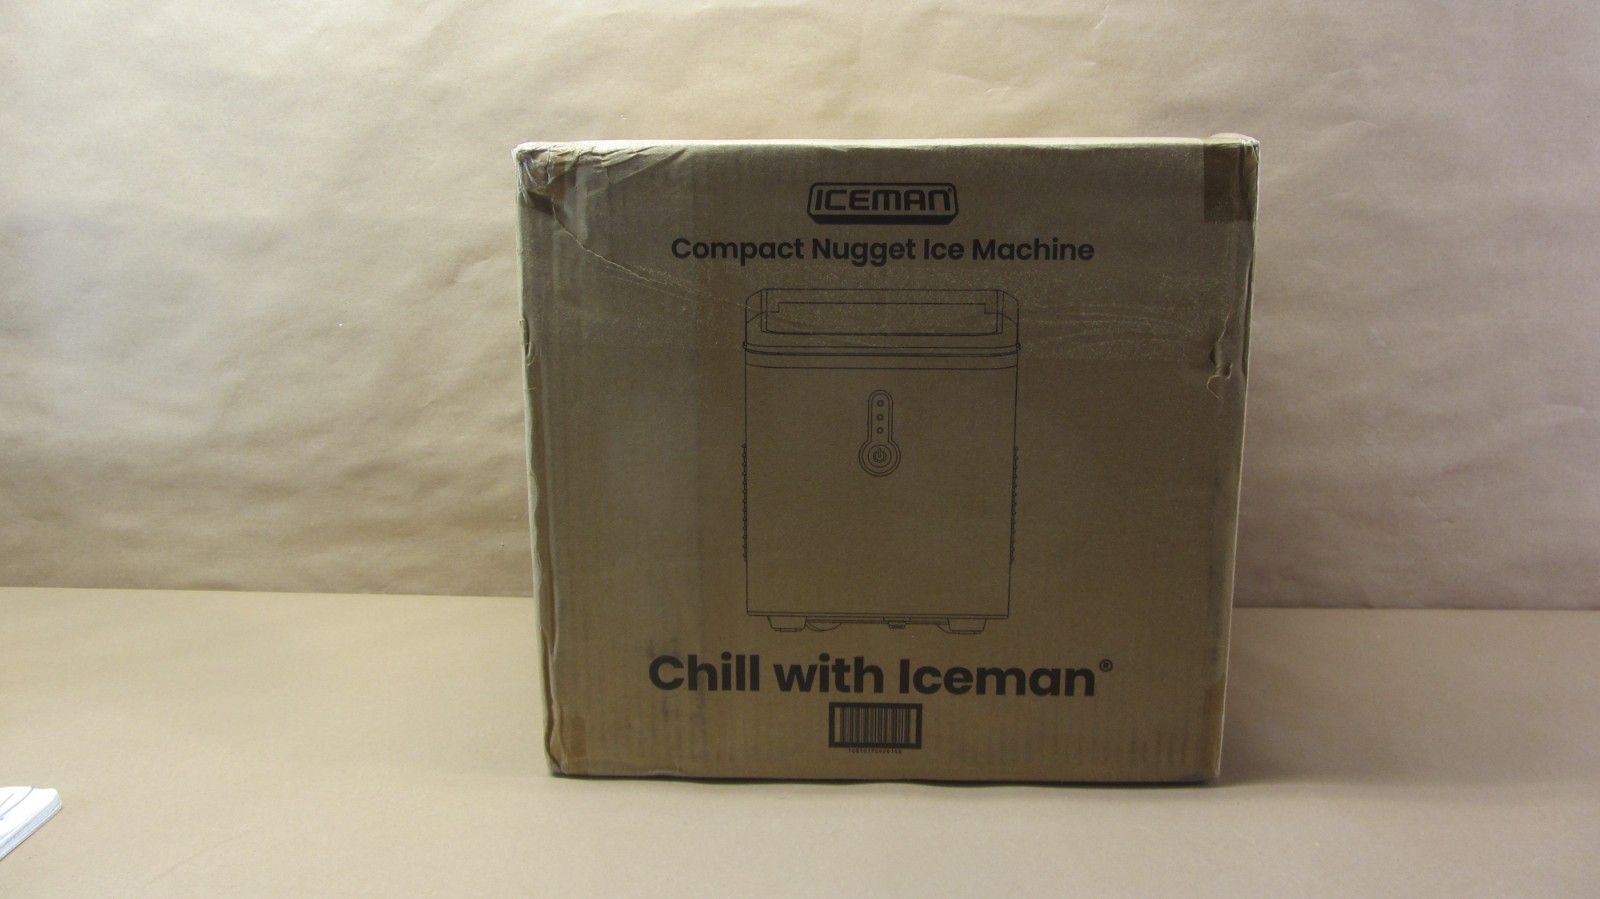 ICEMAN®
Compact Nugget Ice Machine
Chill with Iceman®